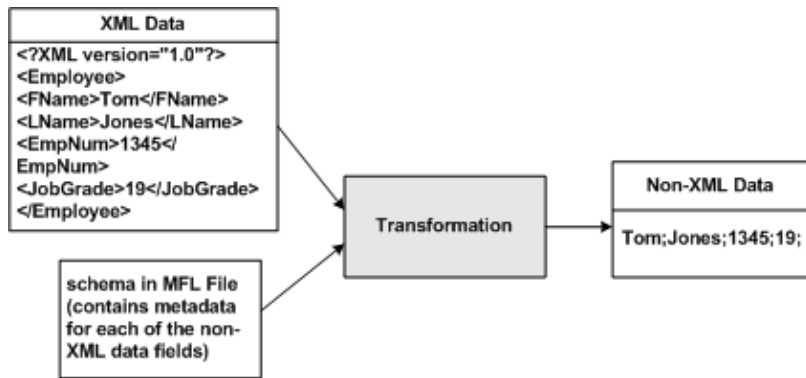 XML Data
<?XML version="1.0"?>
<Employee>
<FName>Tom</FName>
<LName>Jones</LName>
<EmpNum>1345</
EmpNum>
<JobGrade>19</JobGrade>
</Employee>
schema in MFL File
(contains metadata
for each of the non-
XML data fields)
Transformation
Non-XML Data
Tom;Jones;1345;19;